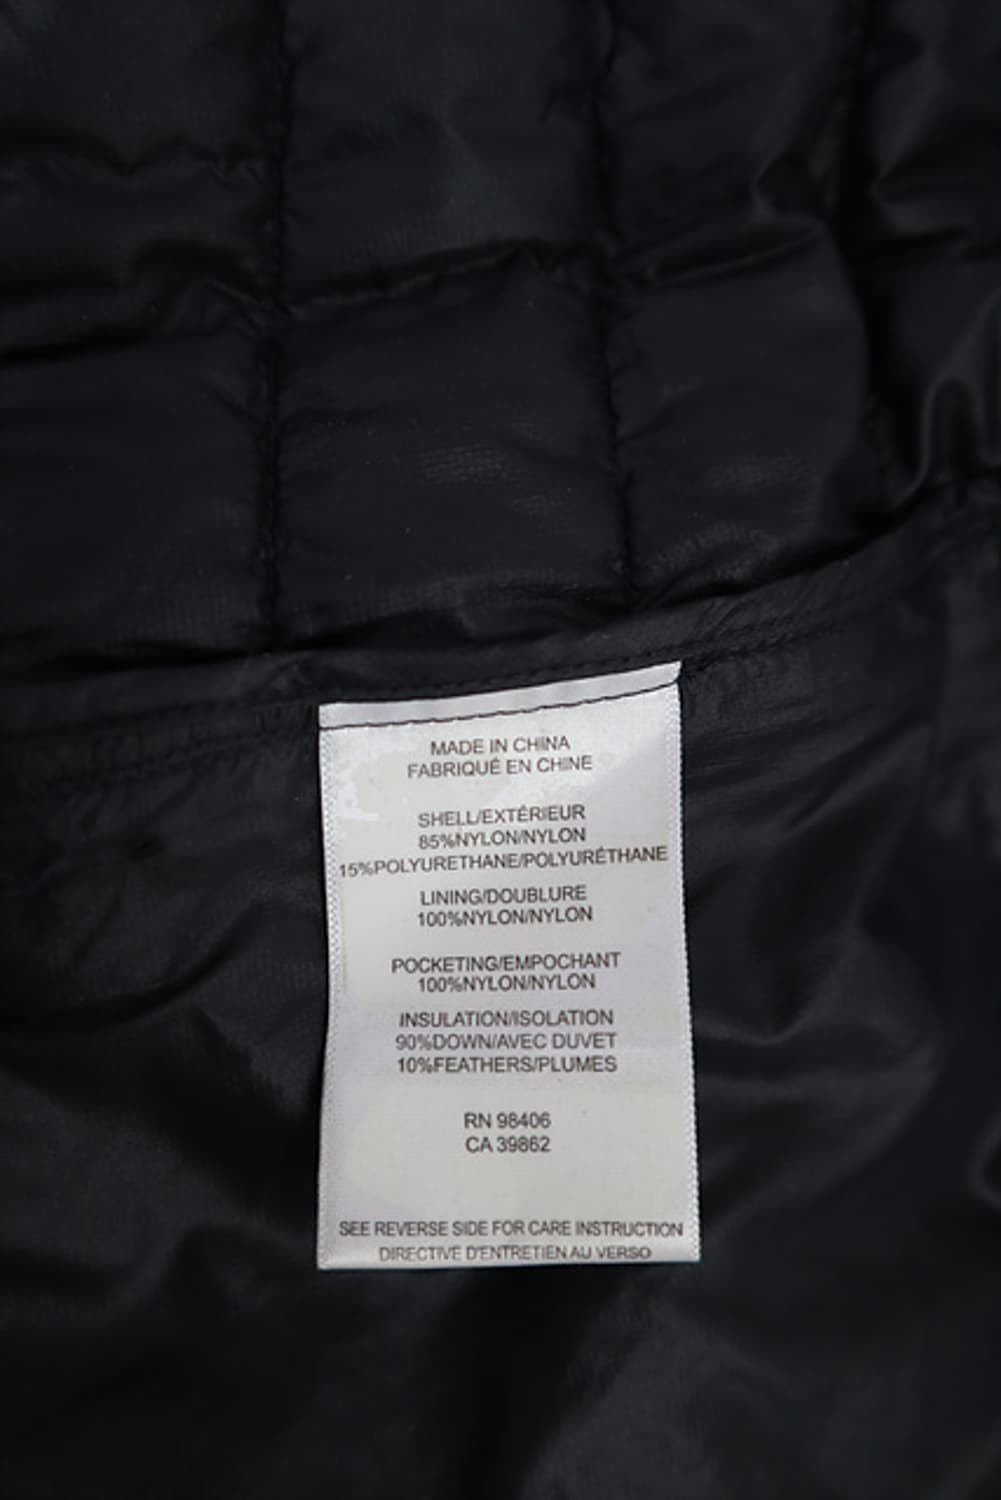 MADE IN CHINA
FABRIQUÉ EN CHINE
SHELL/EXTÉRIEUR
85%NYLON/NYLON
15%POLYURETHANE/POLYURÉTHANE
LINING/DOUBLURE
100%NYLON/NYLON
POCKETING/EMPOCHANT
100%NYLON/NYLON
INSULATION/ISOLATION
90%DOWN/AVEC DUVET
10%FEATHERS/PLUMES
RN 98406
CA 39862
SEE REVERSE SIDE FOR CARE INSTRUCTION
DIRECTIVE D'ENTRETIEN AU VERSO